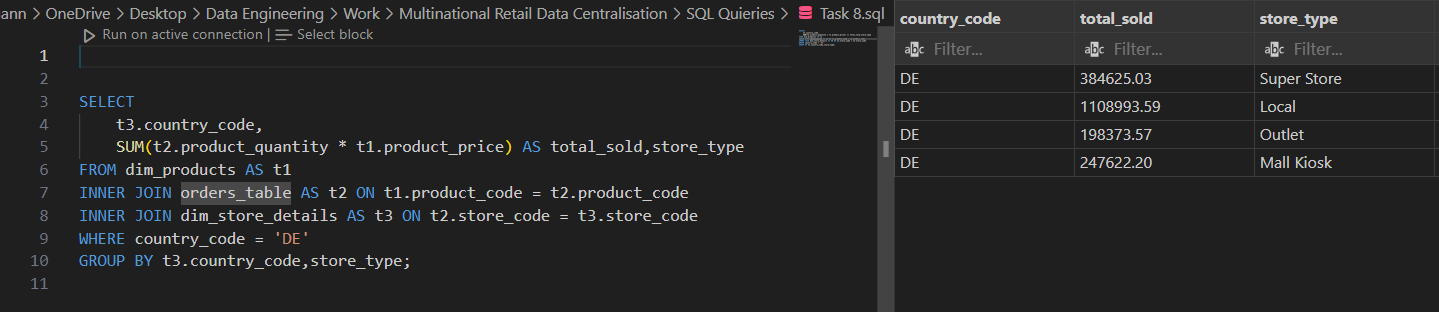 ann > OneDrive > Desktop > Data Engineering > Work > Multinational Retail Data Centralisation > SQL Quieries > Task 8.sql
Run on active connection | Select block
1
2
3 SELECT
4 t3.country_code,
5 SUM(t2.product_quantity * t1.product_price) AS total_sold,store_type
6 FROM dim_products AS t1
7 INNER JOIN orders_table AS t2 ON t1.product_code = t2.product_code
8 INNER JOIN dim_store_details AS t3 ON t2.store_code = t3.store_code
9 WHERE country_code = 'DE'
10 GROUP BY t3.country_code,store_type;
11
country_code total_sold store_type
abc Filter... abc Filter... abc Filter...
DE 384625.03 Super Store
DE 1108993.59 Local
DE 198373.57 Outlet
DE 247622.20 Mall Kiosk